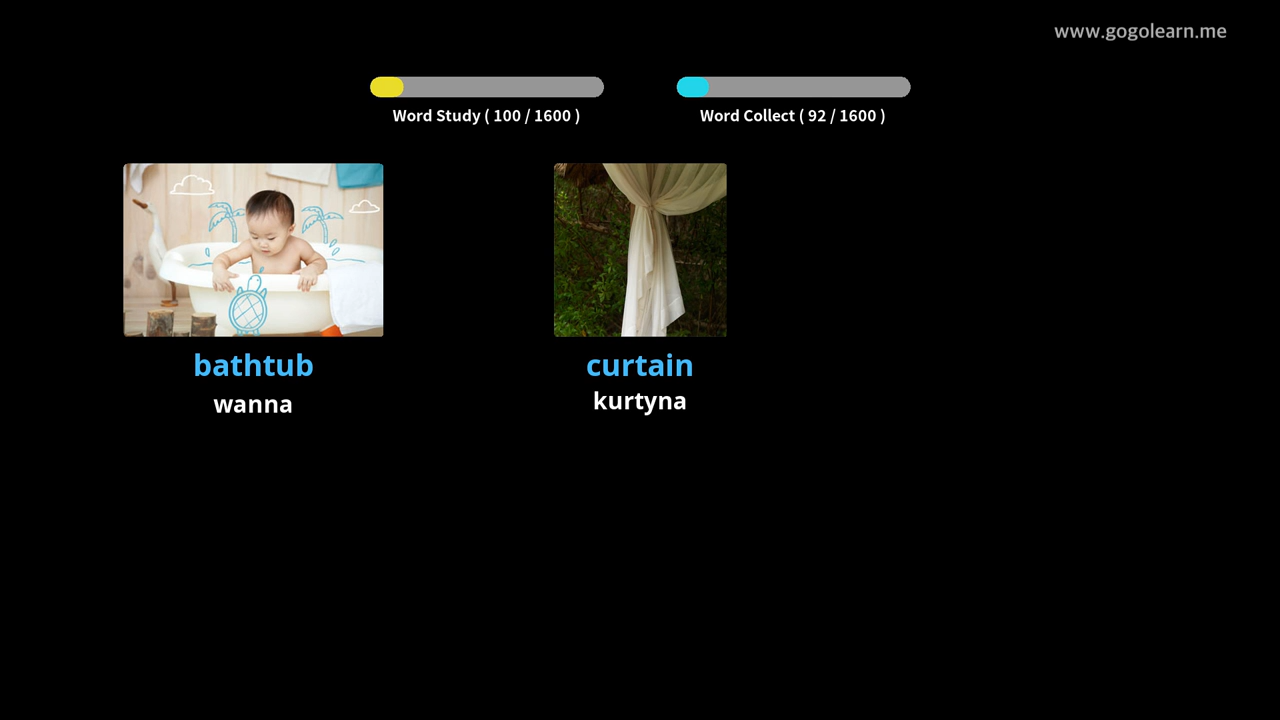 www.gogolearn.me
Word Study ( 100 / 1600 )
Word Collect ( 92 / 1600 )
bathtub
wanna
curtain
kurtyna